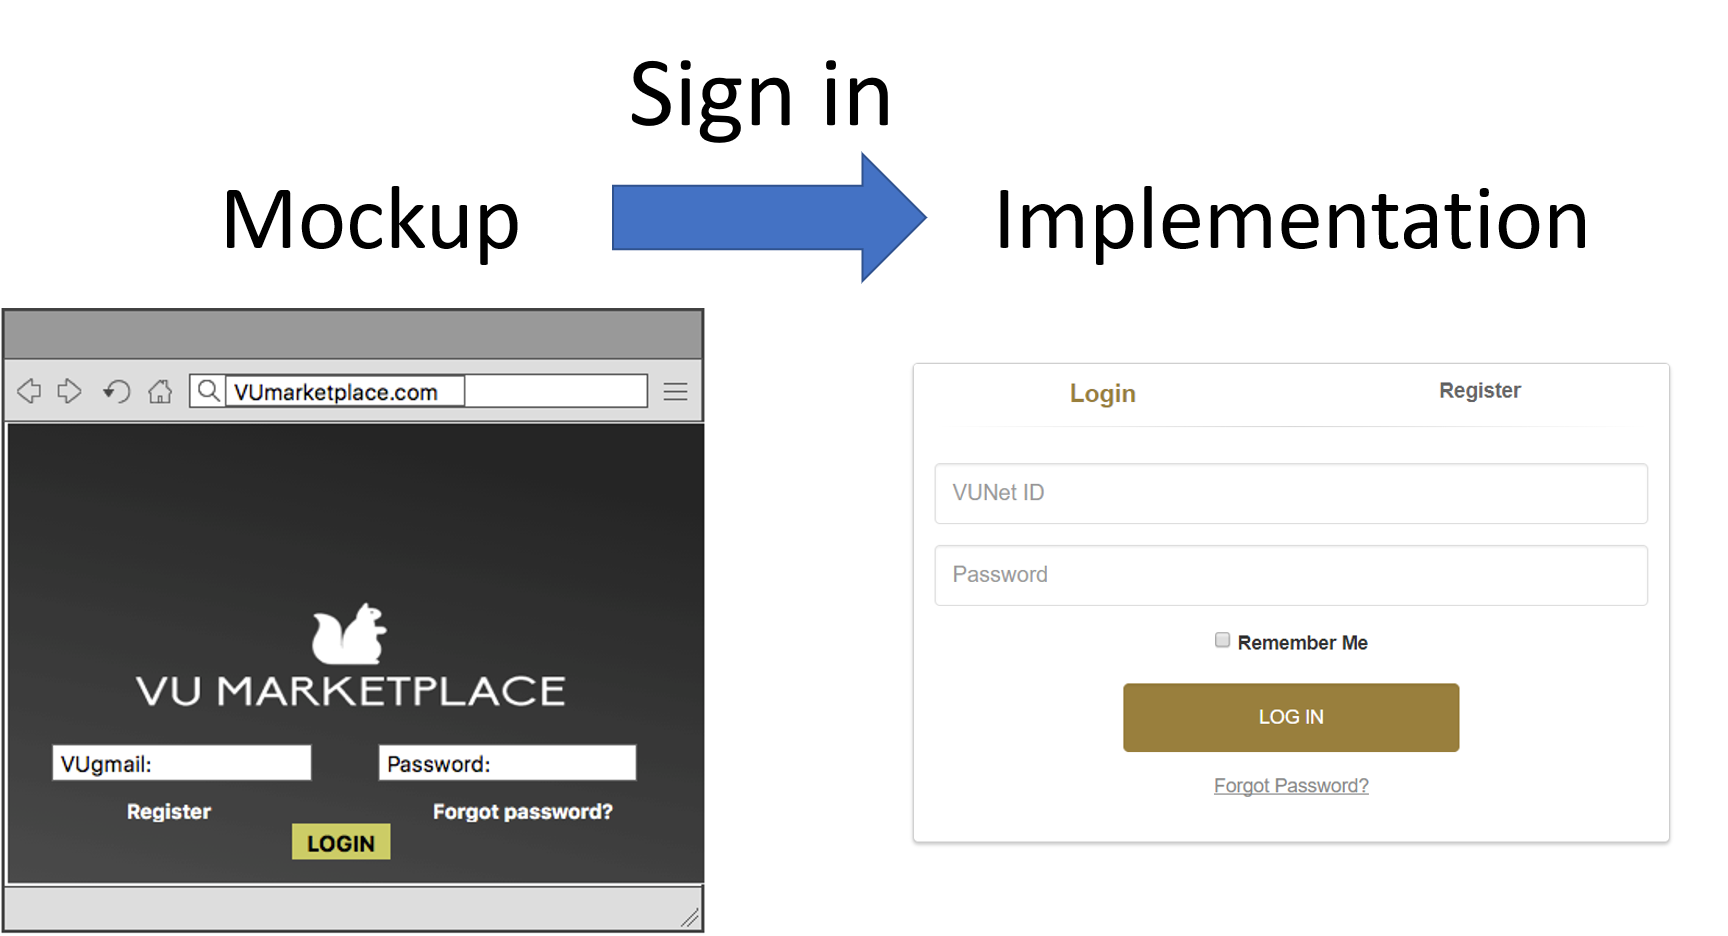 Sign in
Mockup
Implementation
VUmarketplace.com
VU MARKETPLACE
VUgmail:
Password:
Register
Forgot password?
LOGIN
Login
Register
VUNet ID
Password
Remember Me
LOG IN
Forgot Password?